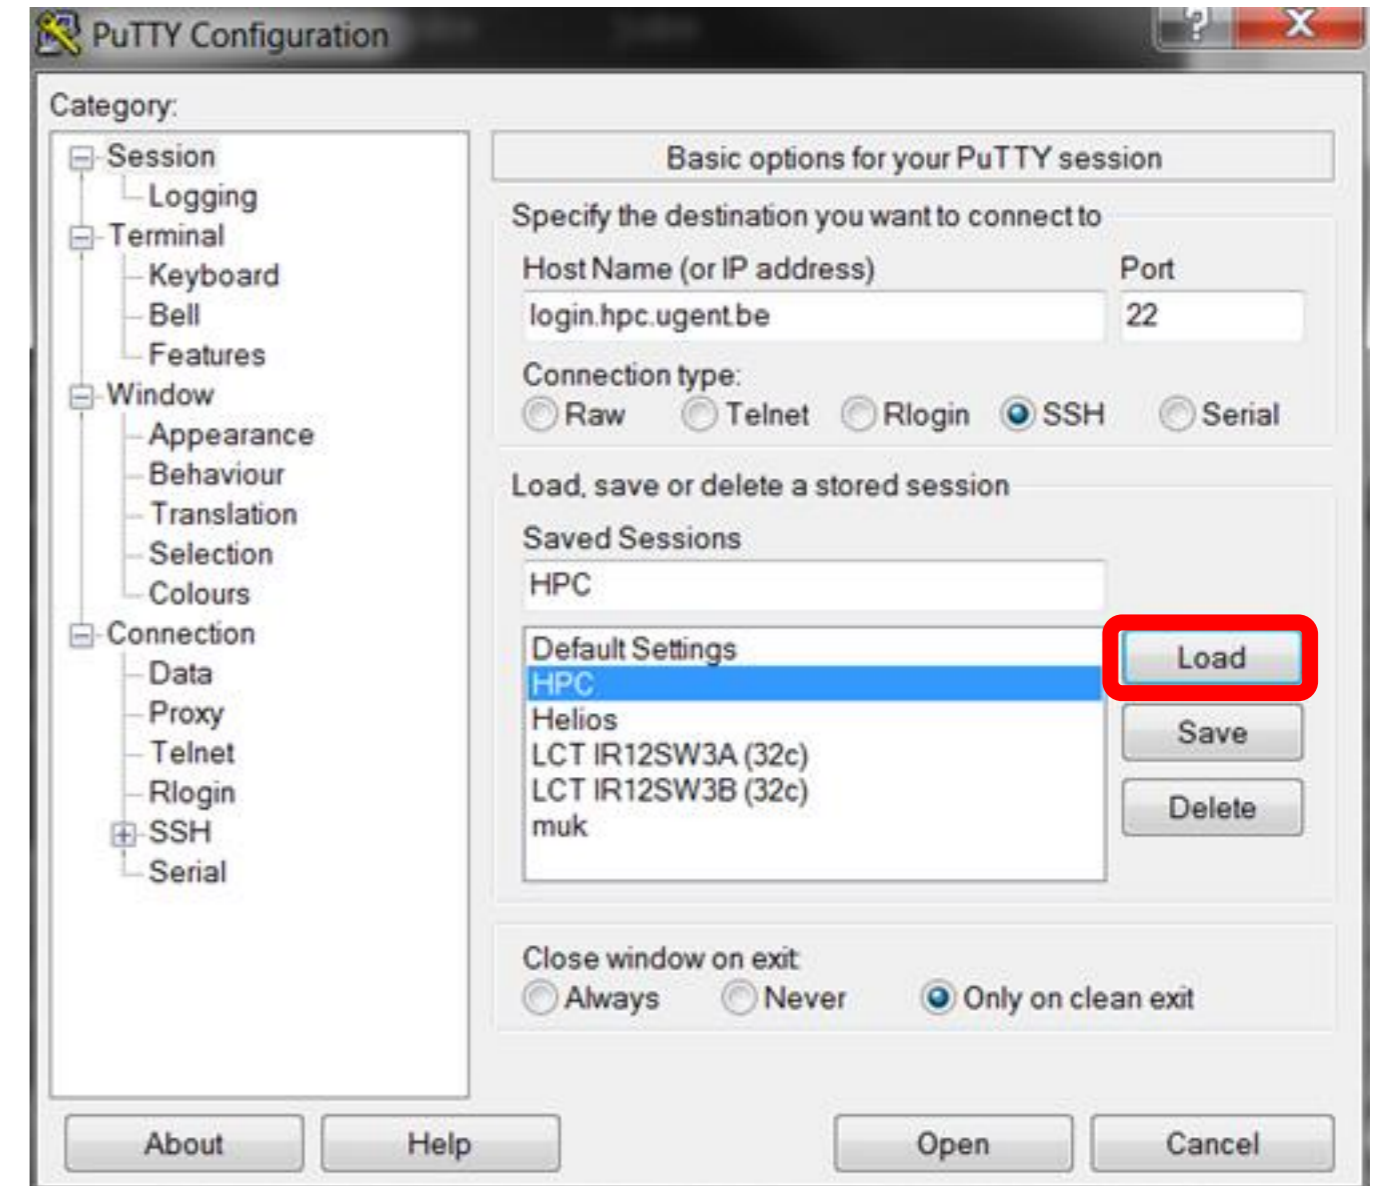 PuTTY Configuration
?
X
Category:
Session
Logging
Terminal
Keyboard
Bell
Features
Window
Appearance
Behaviour
Translation
Selection
Colours
Connection
Data
Proxy
Telnet
Rlogin
SSH
Serial
Basic options for your PuTTY session
Specify the destination you want to connect to
Host Name (or IP address) Port
login.hpc.ugent.be 22
Connection type:
Raw Telnet Rlogin SSH Serial
Load, save or delete a stored session
Saved Sessions
HPC
Default Settings
HPC
Helios
LCT IR12SW3A (32c)
LCT IR12SW3B (32c)
muk
Load
Save
Delete
Close window on exit:
Always Never Only on clean exit
About Help Open Cancel